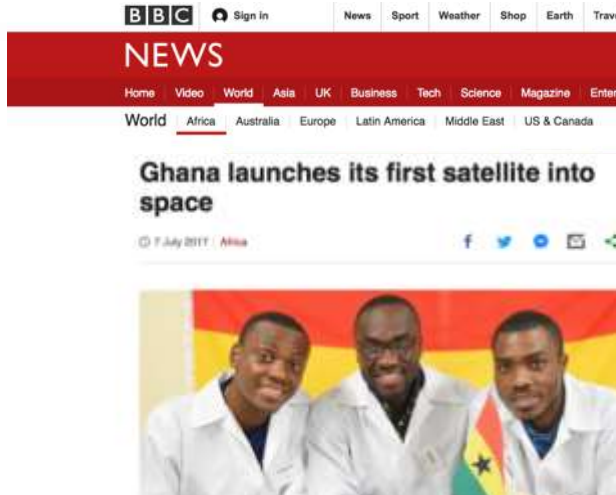 BBC Sign in News Sport Weather Shop Earth Trav
NEWS
Home Video World Asia UK Business Tech Science Magazine Enter
World Africa Australia Europe Latin America Middle East US & Canada
Ghana launches its first satellite into
space
7 July 2017 Africa